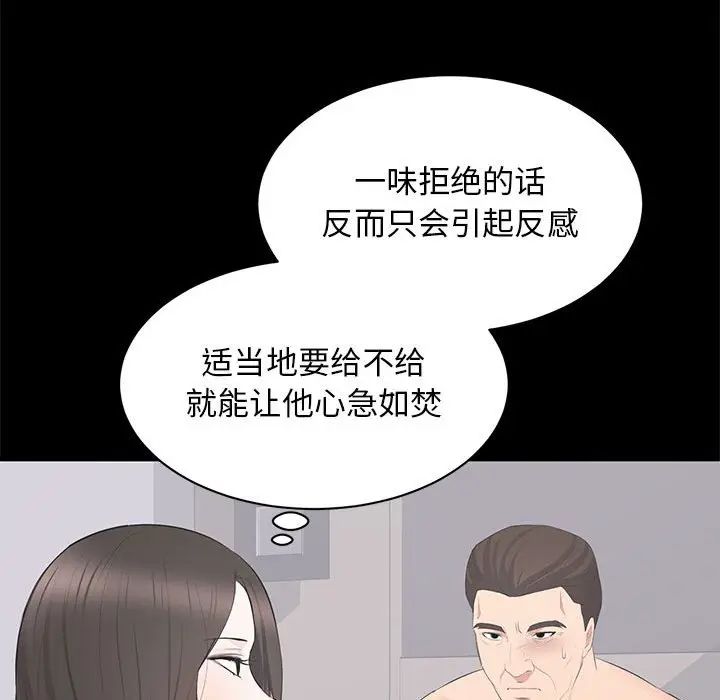 一味拒绝的话
反而只会引起反感
适当地要给不给
就能让他心急如焚